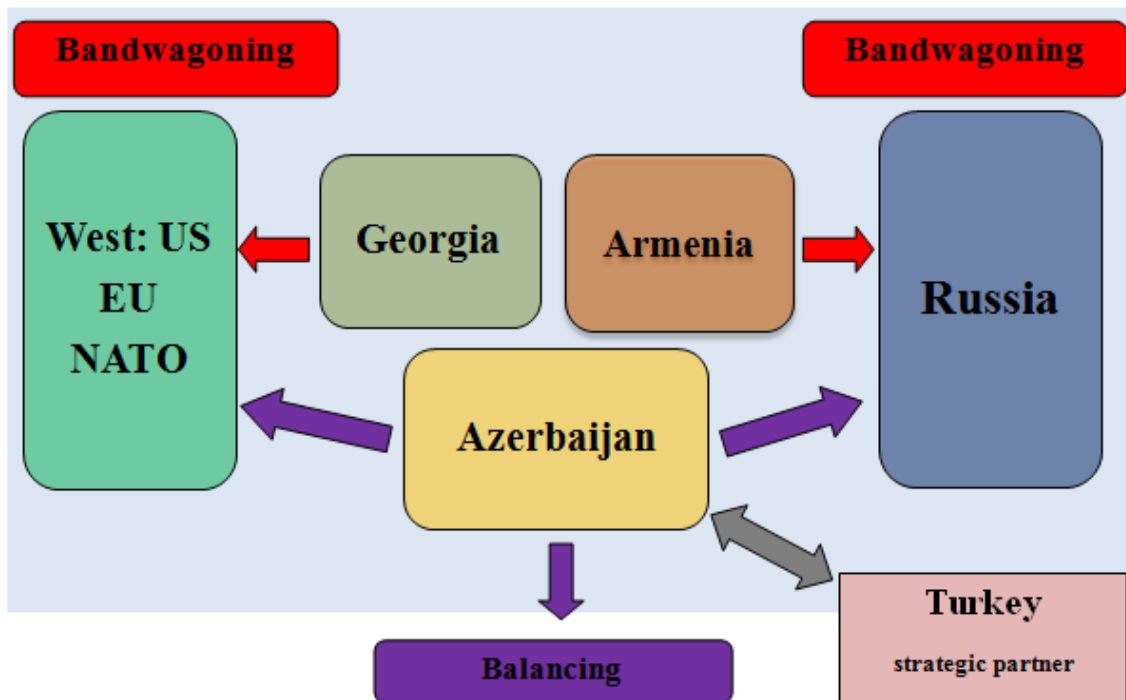 Bandwagoning
Bandwagoning
West: US
EU
NATO
Georgia
Armenia
Russia
Azerbaijan
Turkey
strategic partner
Balancing